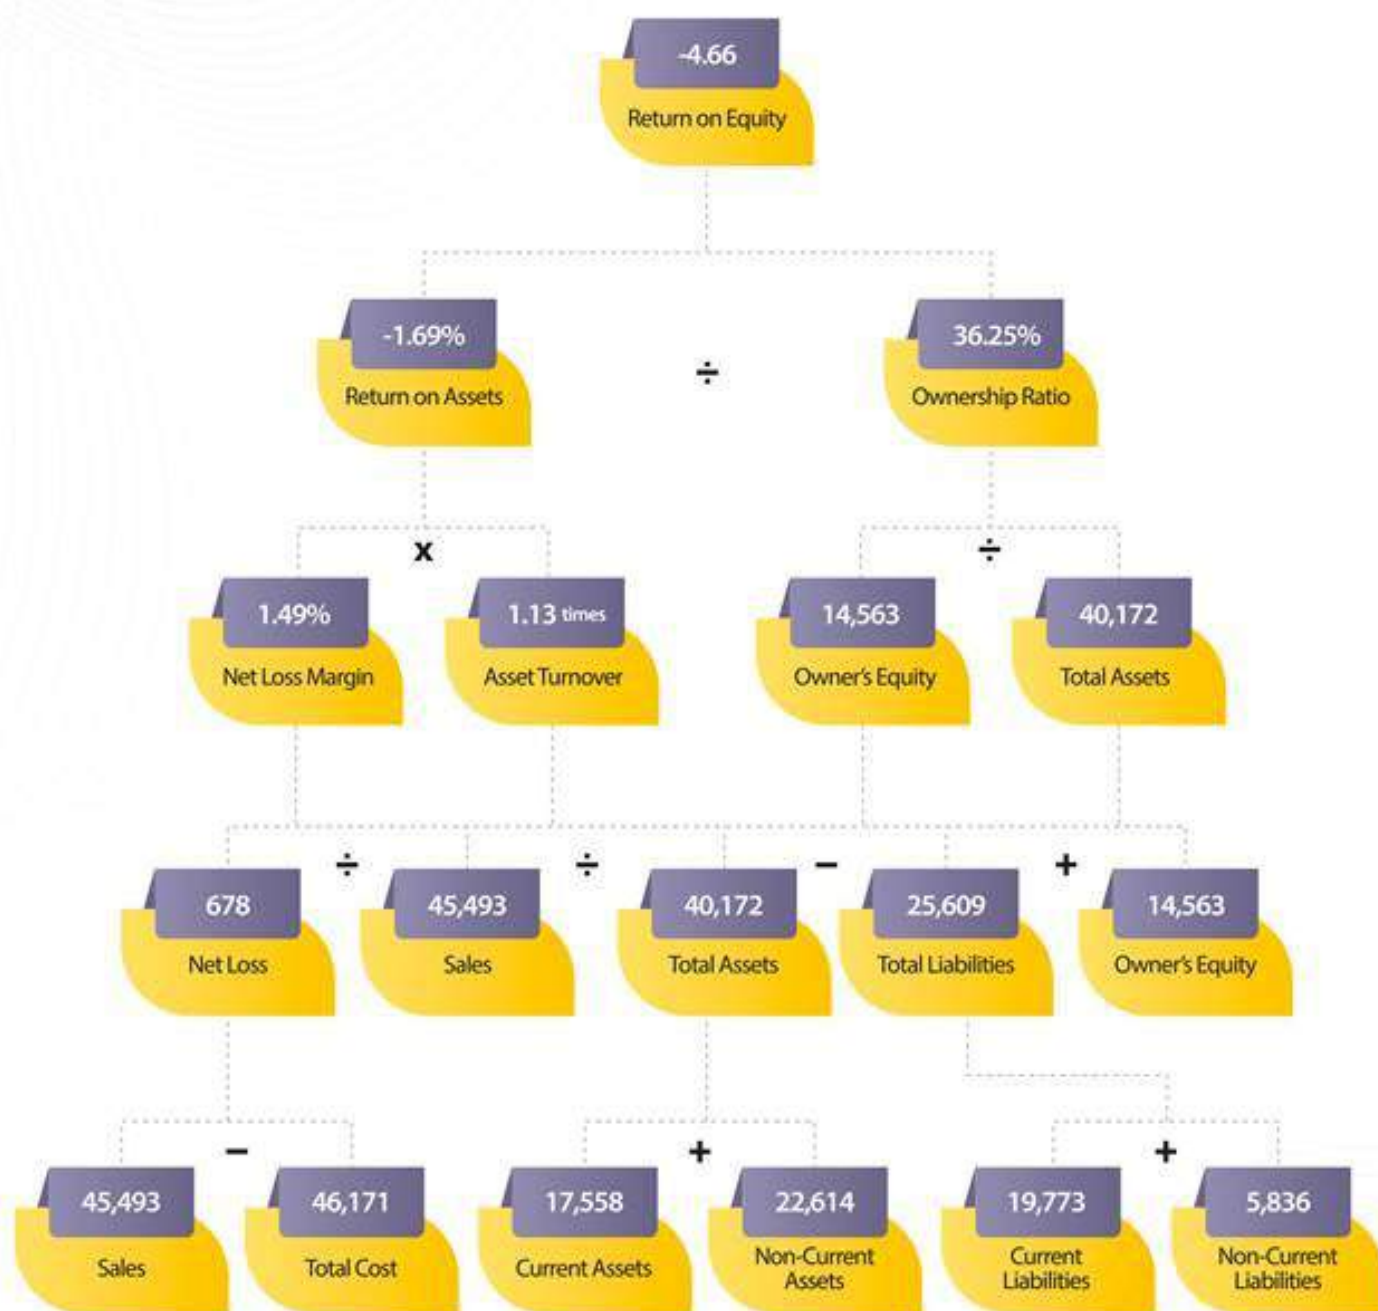 -4.66
Return on Equity
-1.69%
Return on Assets
÷
36.25%
Ownership Ratio
x
÷
1.49%
Net Loss Margin
1.13 times
Asset Turnover
14,563
Owner's Equity
40,172
Total Assets
÷
÷
–
+
678
Net Loss
45,493
Sales
40,172
Total Assets
25,609
Total Liabilities
14,563
Owner's Equity
–
+
+
45,493
Sales
46,171
Total Cost
17,558
Current Assets
22,614
Non-Current
Assets
19,773
Current
Liabilities
5,836
Non-Current
Liabilities